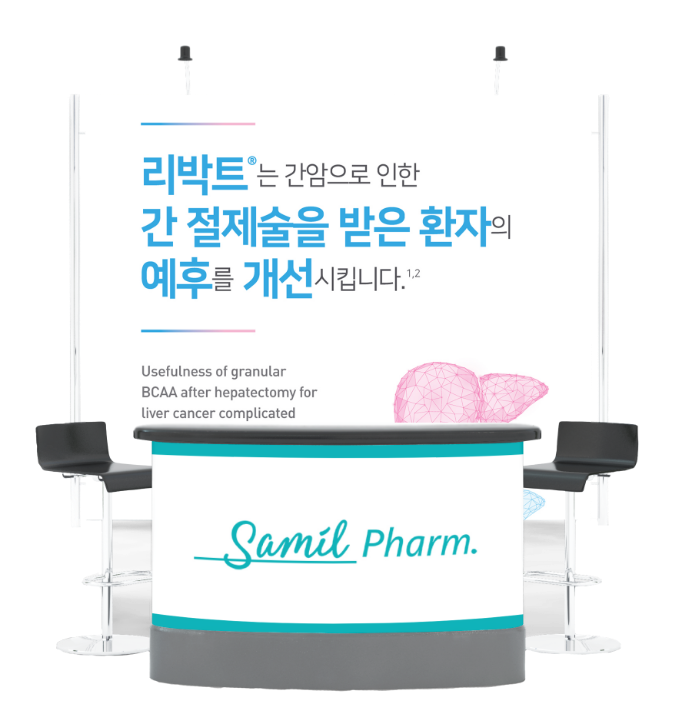 리박트®는 간암으로 인한
간 절제술을 받은 환자의
예후를 개선시킵니다.1,2
Usefulness of granular
BCAA after hepatectomy for
liver cancer complicated
Samil Pharm.